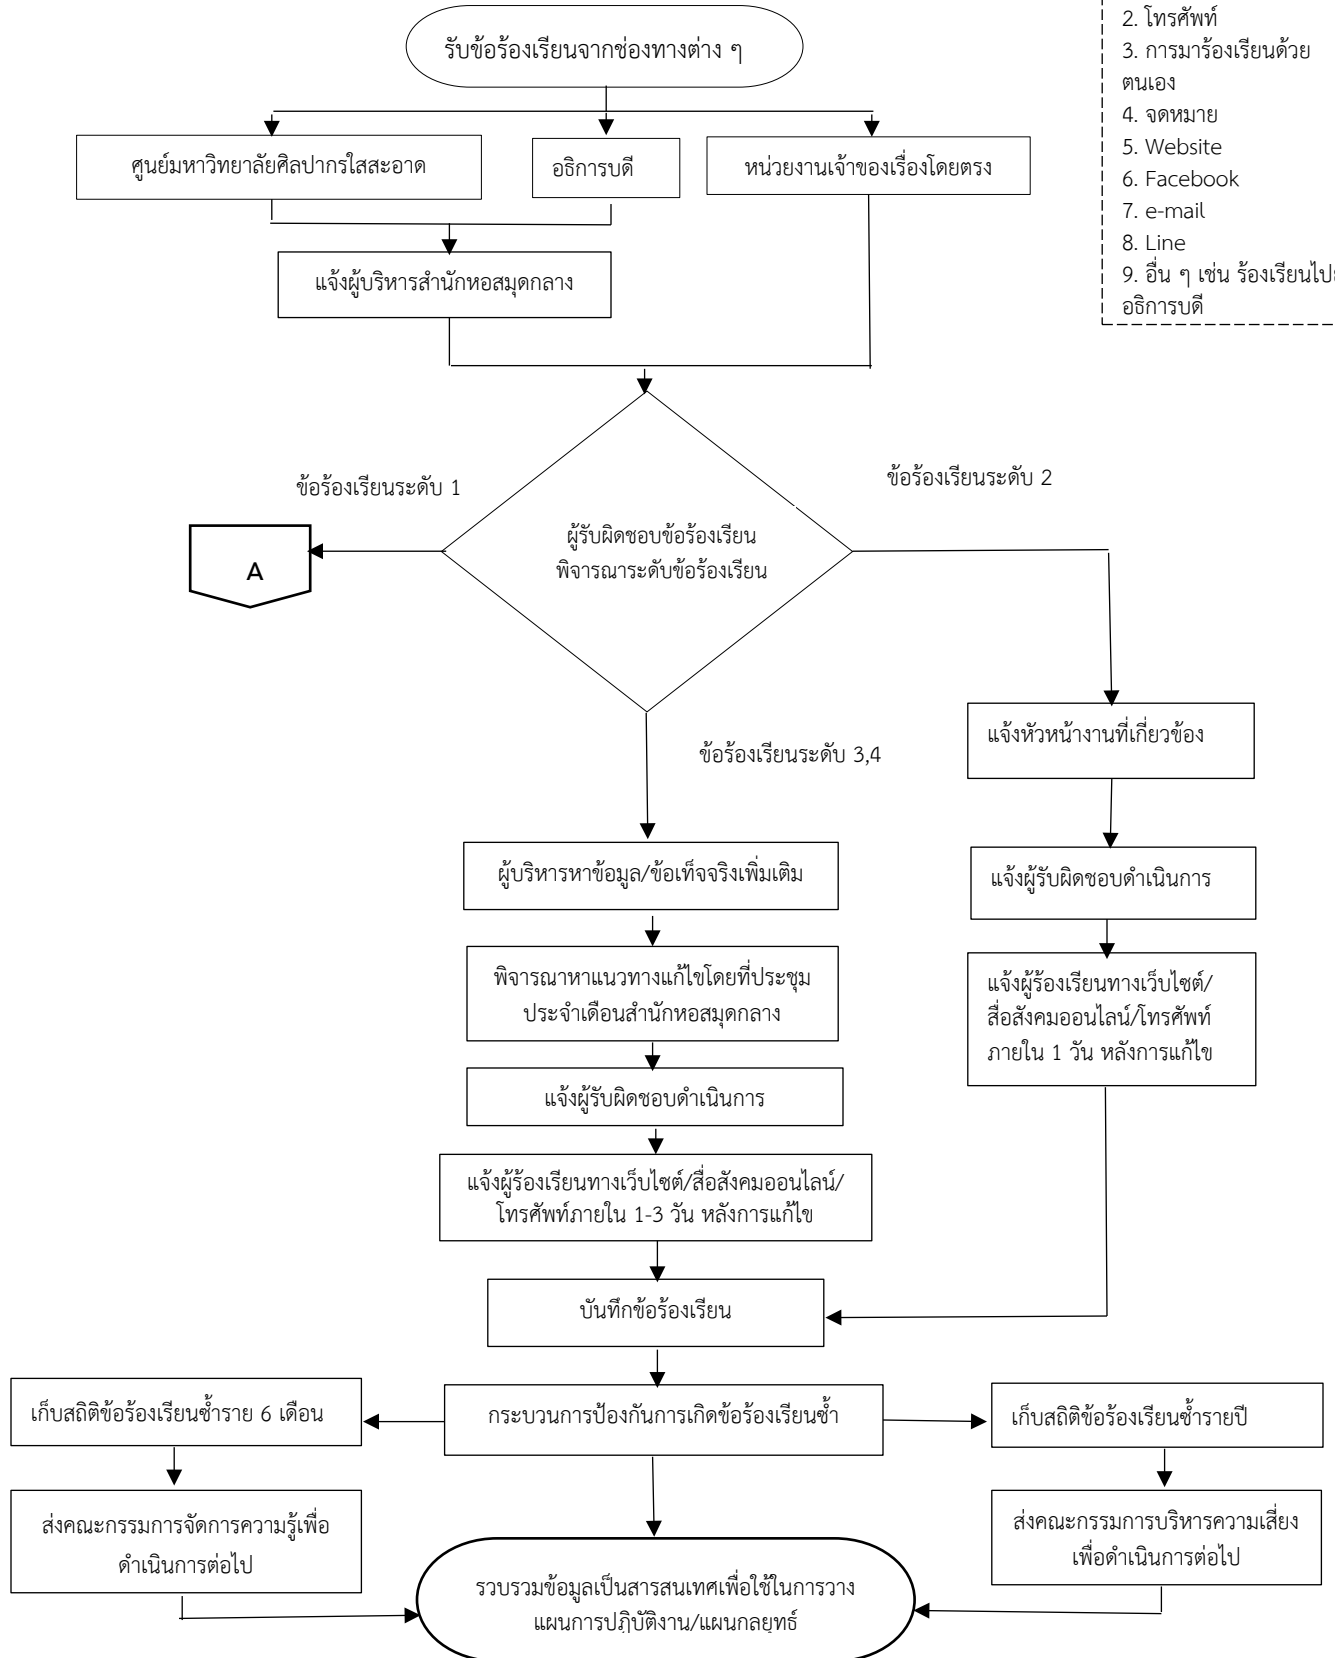 รับข้อร้องเรียนจากช่องทางต่าง ๆ
2. โทรศัพท์
3. การมาร้องเรียนด้วย
ตนเอง
4. จดหมาย
5. Website
6. Facebook
7. e-mail
8. Line
9. อื่น ๆ เช่น ร้องเรียนไป
อธิการบดี
ศูนย์มหาวิทยาลัยศิลปากรใสสะอาด
อธิการบดี
หน่วยงานเจ้าของเรื่องโดยตรง
แจ้งผู้บริหารสำนักหอสมุดกลาง
ข้อร้องเรียนระดับ 1
ข้อร้องเรียนระดับ 2
ผู้รับผิดชอบข้อร้องเรียน
พิจารณาระดับข้อร้องเรียน
A
ข้อร้องเรียนระดับ 3,4
แจ้งหัวหน้างานที่เกี่ยวข้อง
ผู้บริหารหาข้อมูล/ข้อเท็จจริงเพิ่มเติม
แจ้งผู้รับผิดชอบดำเนินการ
พิจารณาหาแนวทางแก้ไขโดยที่ประชุม
ประจำเดือนสำนักหอสมุดกลาง
แจ้งผู้ร้องเรียนทางเว็บไซต์/
สื่อสังคมออนไลน์/โทรศัพท์
ภายใน 1 วัน หลังการแก้ไข
แจ้งผู้รับผิดชอบดำเนินการ
แจ้งผู้ร้องเรียนทางเว็บไซต์/สื่อสังคมออนไลน์/
โทรศัพท์ภายใน 1-3 วัน หลังการแก้ไข
บันทึกข้อร้องเรียน
เก็บสถิติข้อร้องเรียนซ้ำราย 6 เดือน
กระบวนการป้องกันการเกิดข้อร้องเรียนซ้ำ
เก็บสถิติข้อร้องเรียนซ้ำรายปี
ส่งคณะกรรมการจัดการความรู้เพื่อ
ดำเนินการต่อไป
ส่งคณะกรรมการบริหารความเสี่ยง
เพื่อดำเนินการต่อไป
รวบรวมข้อมูลเป็นสารสนเทศเพื่อใช้ในการวาง
แผนการปฏิบัติงาน/แผนกลยุทธ์